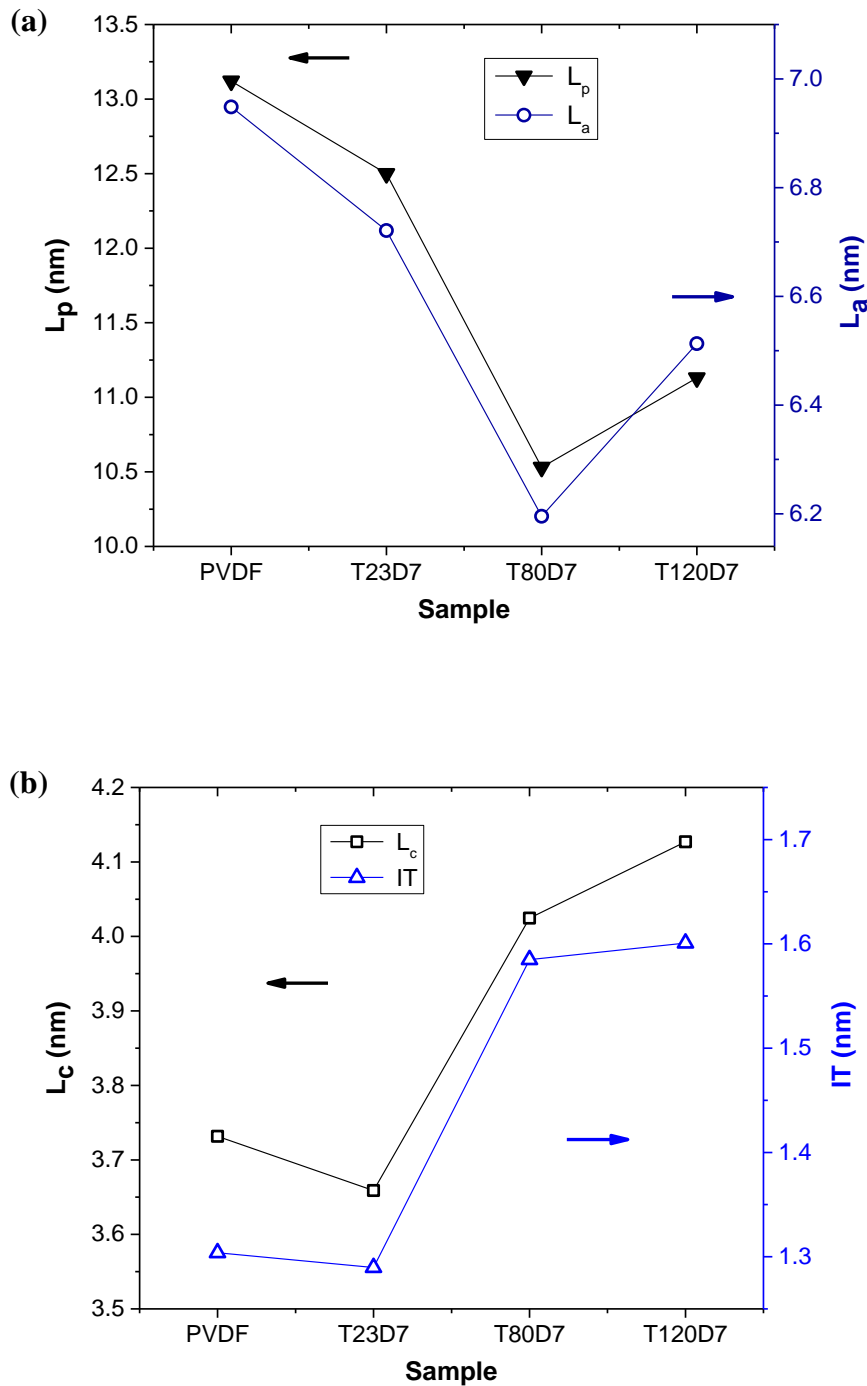 (a)
13.5
13.0
12.5
12.0
11.5
11.0
10.5
10.0
Lp (nm)
Lp
La
7.0
6.8
6.6
6.4
6.2
La (nm)
PVDF T23D7 T80D7 T120D7
Sample
(b)
4.2
4.1
4.0
3.9
3.8
3.7
3.6
3.5
Lc (nm)
Lc
IT
1.7
1.6
1.5
1.4
1.3
IT (nm)
PVDF T23D7 T80D7 T120D7
Sample